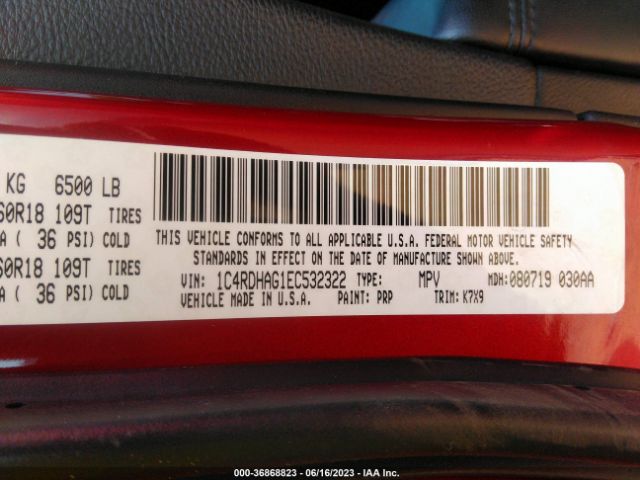 KG 6500 LB
60R18 109T TIRES
A ( 36 PSI) COLD
60R18 109T TIRES
A ( 36 PSI) COLD
THIS VEHICLE CONFORMS TO ALL APPLICABLE U.S.A. FEDERAL MOTOR VEHICLE SAFETY
STANDARDS IN EFFECT ON THE DATE OF MANUFACTURE SHOWN ABOVE.
VIN: 1C4RDHAG1EC532322 TYPE: MPV MDH: 080719 030AA
VEHICLE MADE IN U.S.A. PAINT: PRP TRIM: K7X9
000-36868823 - 06/16/2023 - IAA Inc.